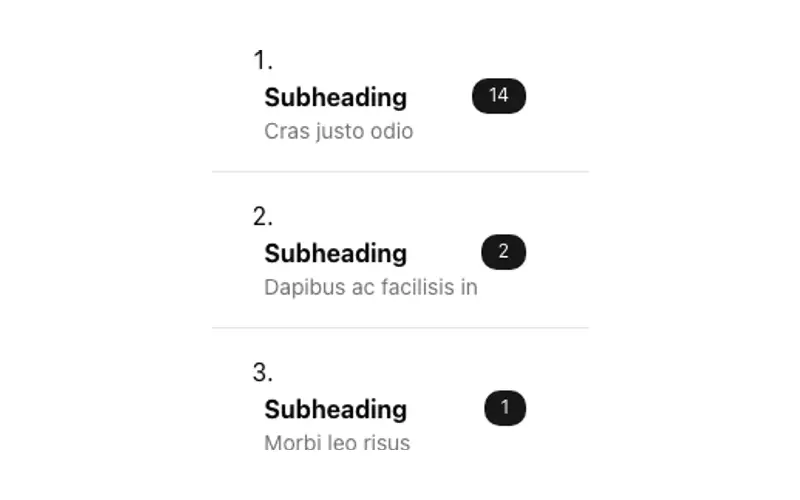 1.
Subheading 14
Cras justo odio
2.
Subheading 2
Dapibus ac facilisis in
3.
Subheading 1
Morbi leo risus